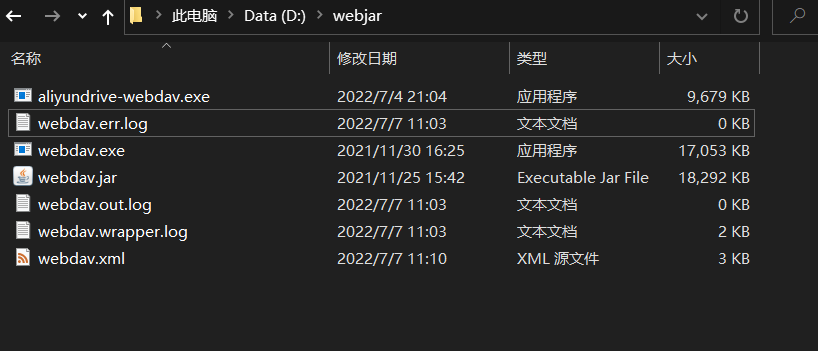 此电脑 Data (D:) webjar
名称 修改日期 类型 大小
aliyundrive-webdav.exe 2022/7/4 21:04 应用程序 9,679 KB
webdav.err.log 2022/7/7 11:03 文本文档 0 KB
webdav.exe 2021/11/30 16:25 应用程序 17,053 KB
webdav.jar 2021/11/25 15:42 Executable Jar File 18,292 KB
webdav.out.log 2022/7/7 11:03 文本文档 0 KB
webdav.wrapper.log 2022/7/7 11:03 文本文档 2 KB
webdav.xml 2022/7/7 11:10 XML 源文件 3 KB